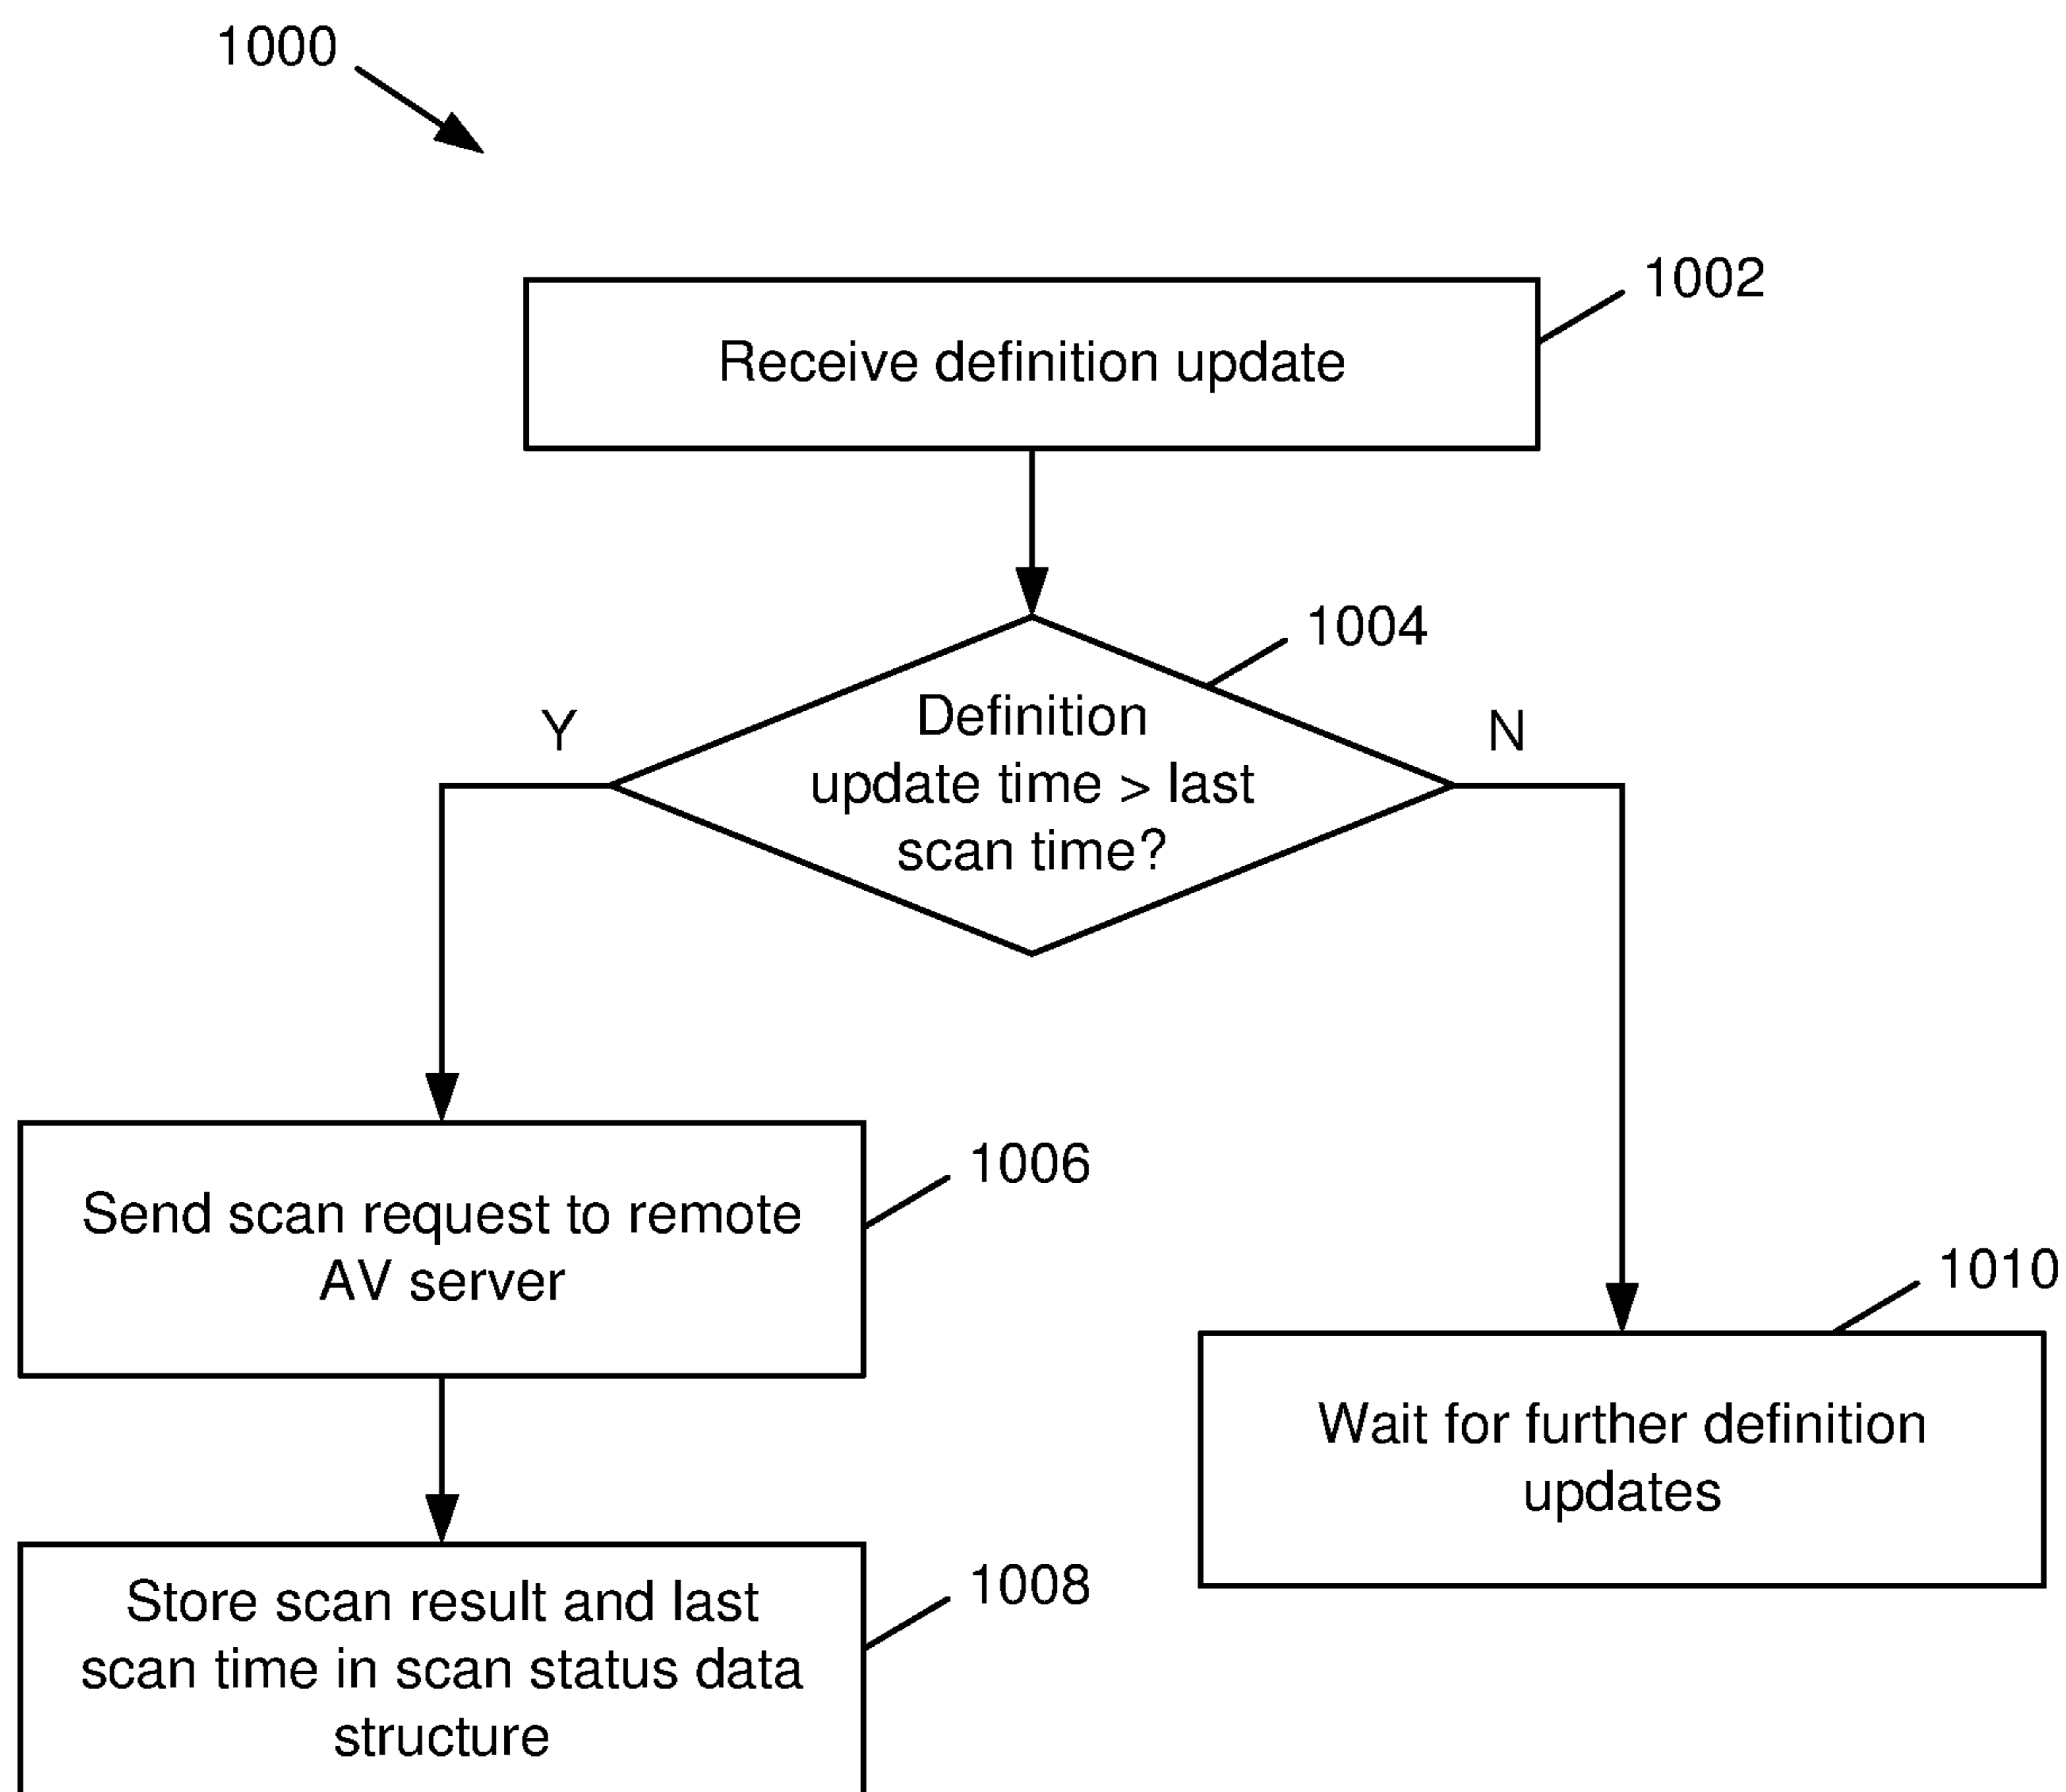 1000
1002
Receive definition update
1004
Y
N
Definition
update time > last
scan time?
1006
Send scan request to remote
AV server
1010
Wait for further definition
updates
1008
Store scan result and last
scan time in scan status data
structure